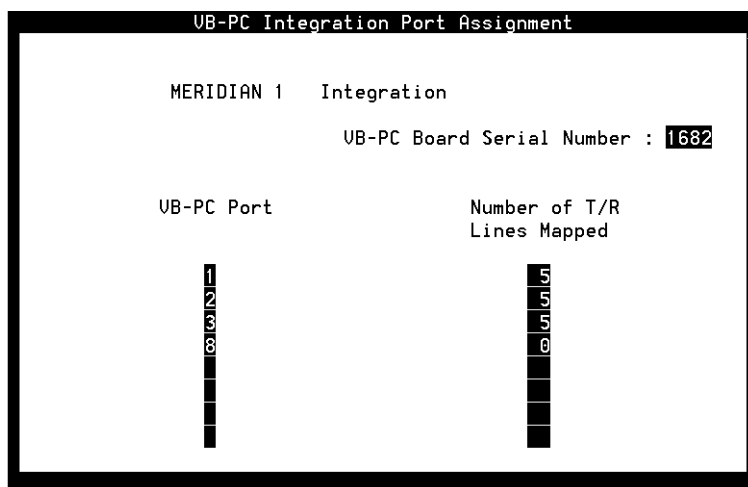 VB-PC Integration Port Assignment
MERIDIAN 1 Integration
VB-PC Board Serial Number : 1682
VB-PC Port Number of T/R
Lines Mapped
1 5
2 5
3 5
8 0